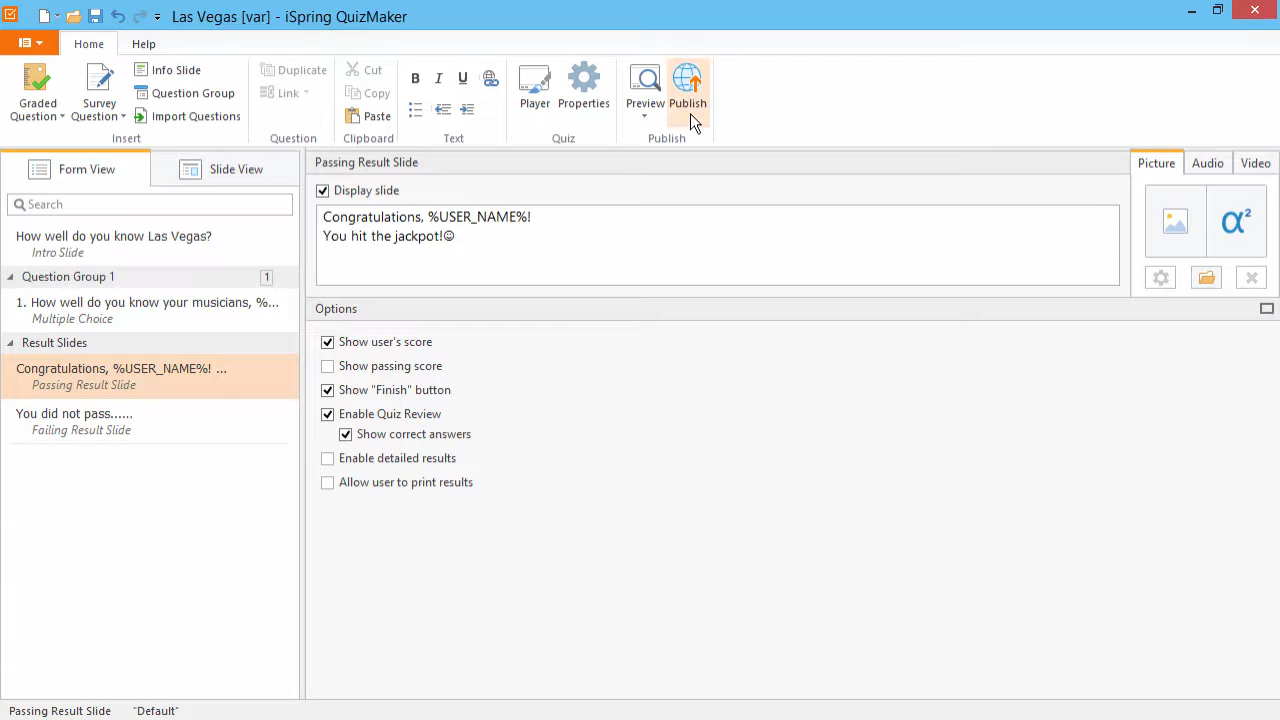 Las Vegas [var] - iSpring QuizMaker
Home Help
Graded Question
Survey Question
Info Slide
Question Group
Import Questions
Insert
Duplicate
Link
Question
Cut
Copy
Paste
Clipboard
B I U
Text
Player
Properties
Quiz
Preview
Publish
Publish
Form View
Slide View
Search
How well do you know Las Vegas?
Intro Slide
Question Group 1 1
1. How well do you know your musicians, %...
Multiple Choice
Result Slides
Congratulations, %USER_NAME%! ...
Passing Result Slide
You did not pass......
Failing Result Slide
Passing Result Slide
Display slide
Congratulations, %USER_NAME%!
You hit the jackpot!☺
Picture Audio Video
α²
Options
Show user's score
Show passing score
Show "Finish" button
Enable Quiz Review
Show correct answers
Enable detailed results
Allow user to print results
Passing Result Slide "Default"